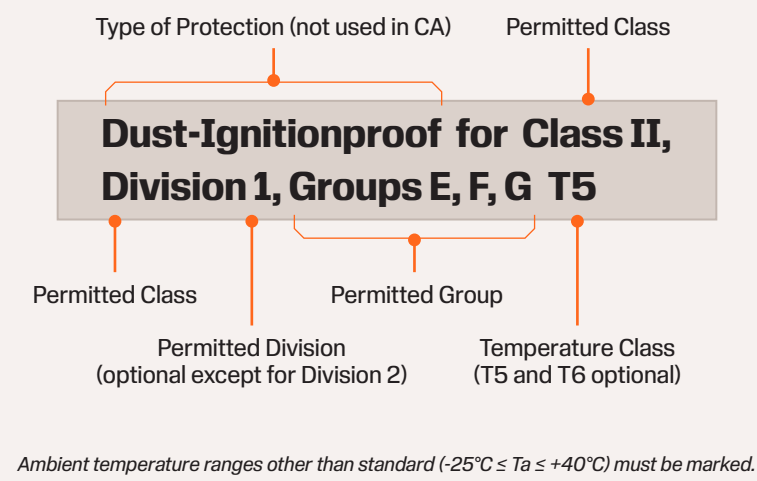 Type of Protection (not used in CA)
Permitted Class
Dust-Ignitionproof for Class II,
Division 1, Groups E, F, G T5
Permitted Class
Permitted Group
Permitted Division
(optional except for Division 2)
Temperature Class
(T5 and T6 optional)
Ambient temperature ranges other than standard (-25°C ≤ Ta ≤ +40°C) must be marked.